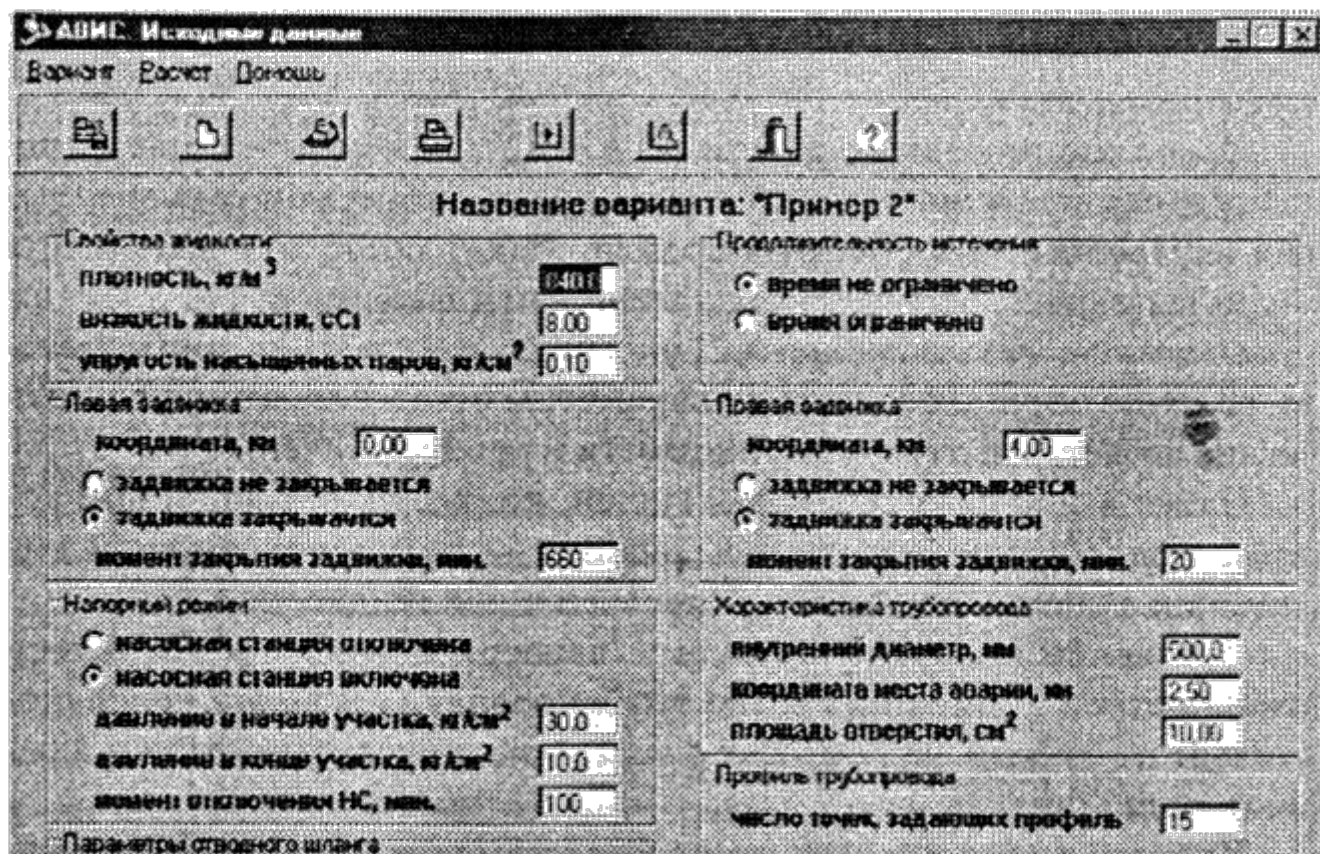 АВИС. Исходные данные
Вариант Расчет Помощь
Название варианта: "Пример 2"
Свойства жидкости
плотность, кг/м3
840.0
вязкость жидкости, сСт
8.00
упругость насыщенных паров, кг/см2
0.10
Продолжительность истечения
время не ограничено
время ограничено
Левая задвижка
координата, км
0,00
задвижка не закрывается
задвижка закрывается
момент закрытия задвижки, мин.
660
Правая задвижка
координата, км
4,00
задвижка не закрывается
задвижка закрывается
момент закрытия задвижки, мин.
20
Напорный режим
насосная станция отключена
насосная станция включена
давление в начале участка, кг/см2
30.0
давление в конце участка, кг/см2
10.0
момент отключения НС, мин.
100
Характеристика трубопровода
внутренний диаметр, мм
500,0
координата места аварии, км
2,50
площадь отверстия, см2
10,00
Профиль трубопровода
число точек, задающих профиль
15
Параметры отводного шланга